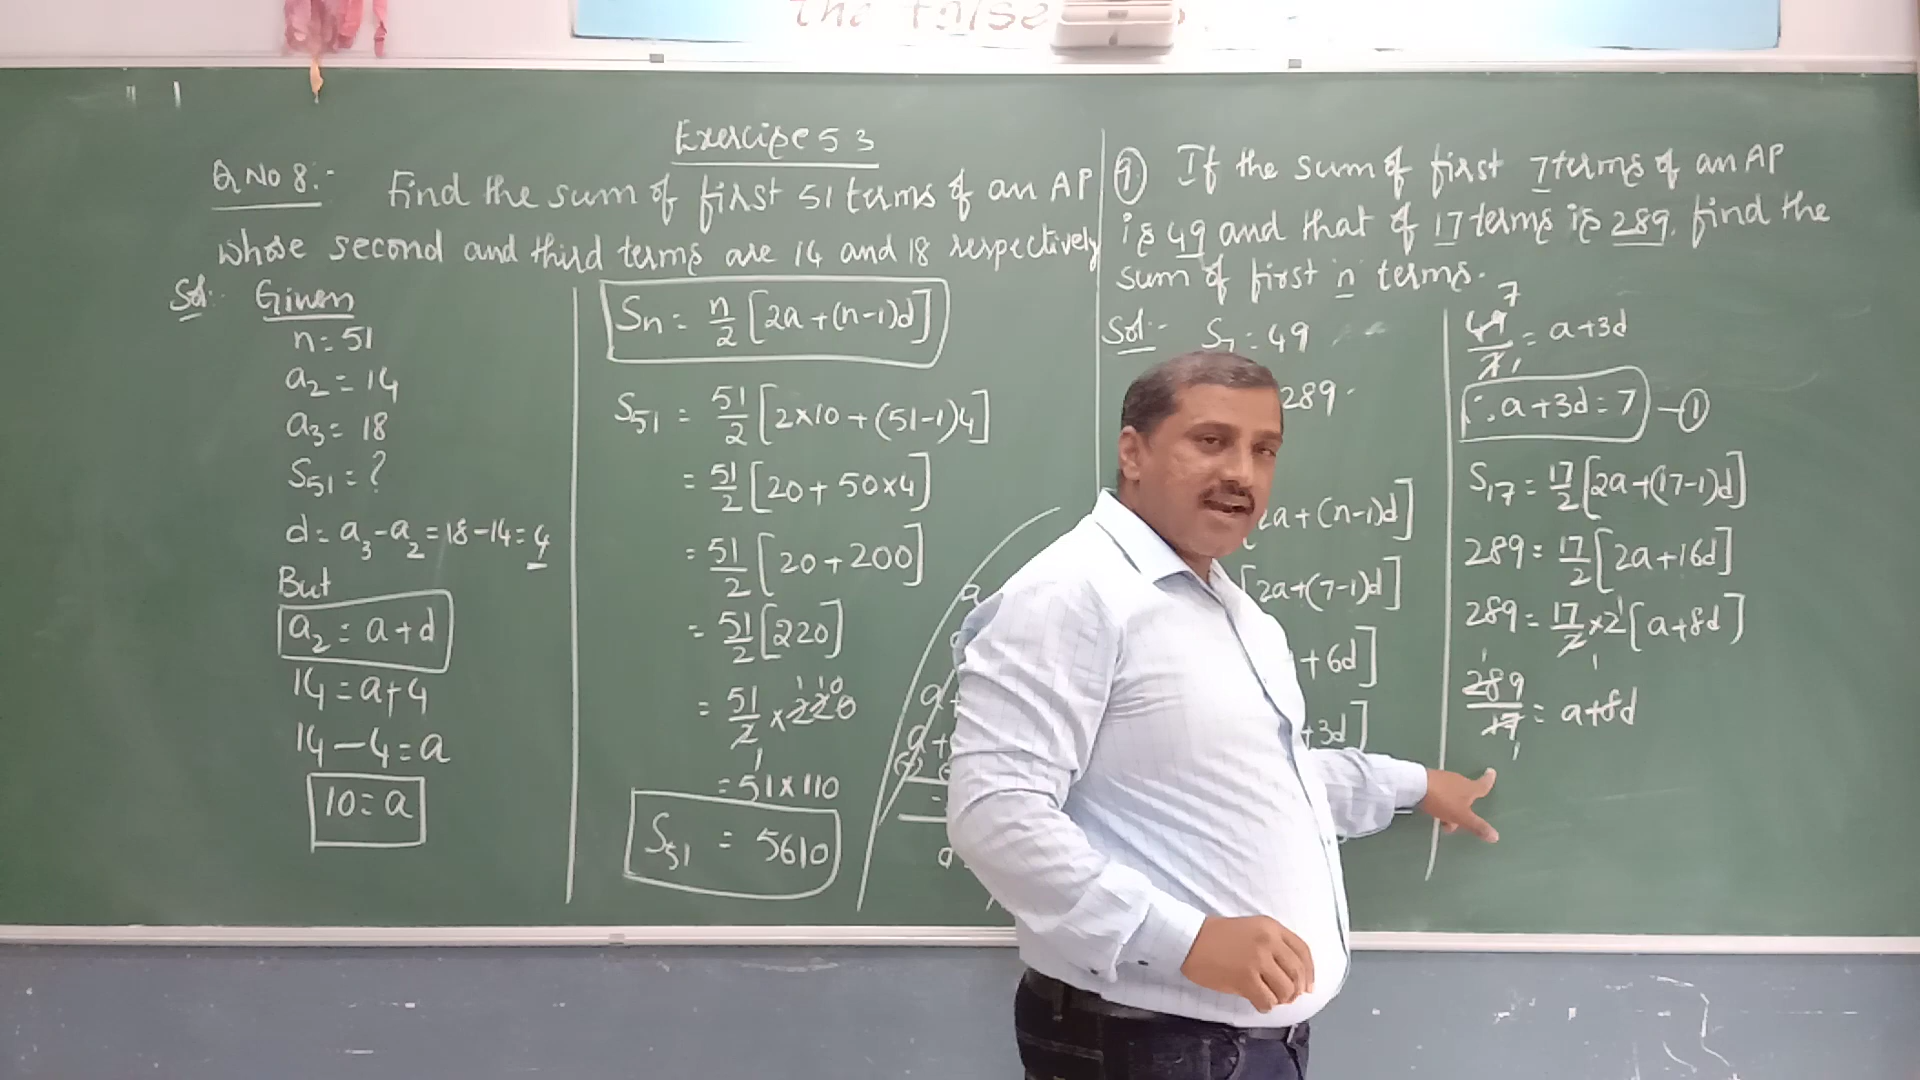 the false
Exercise 5 3
Q No 8:- Find the sum of first 51 terms of an AP
whose second and third terms are 14 and 18 respectively
Sol:- Given
n = 51
a2 = 14
a3 = 18
S51 = ?
d = a3 - a2 = 18 - 14 = 4
But
a2 = a + d
14 = a + 4
14 - 4 = a
10 = a
Sn = n/2 [2a + (n-1)d]
S51 = 51/2 [2×10 + (51-1)4]
= 51/2 [20 + 50×4]
= 51/2 [20 + 200]
= 51/2 [220]
= 51/2 × 220 110
1
= 51 × 110
S51 = 5610
9. If the sum of first 7 terms of an AP
is 49 and that of 17 terms is 289, find the
sum of first n terms.
Sol:- S7 = 49
289
2a + (n-1)d]
[2a + (7-1)d]
+ 6d]
+3d]
7
49/7 = a + 3d
1
∴ a + 3d = 7 — ①
S17 = 17/2 [2a + (17-1)d]
289 = 17/2 [2a + 16d]
289 = 17/2 × 2 [a + 8d]
289/17 = a + 8d
1